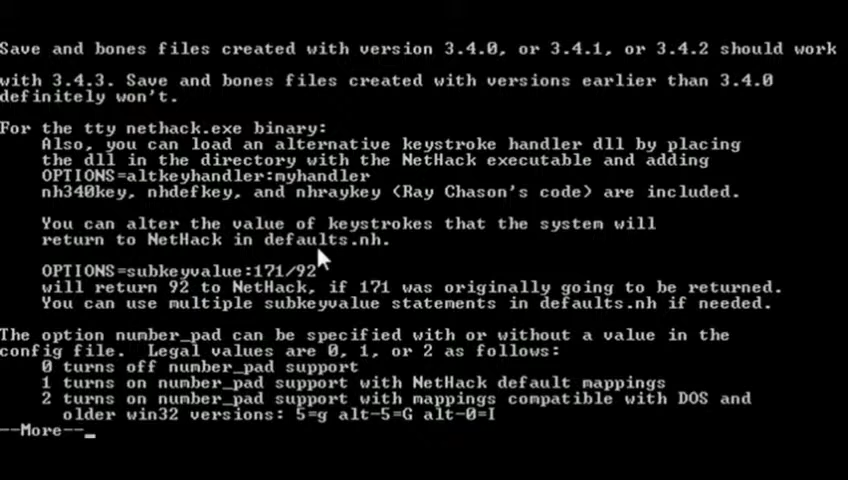 Save and bones files created with version 3.4.0, or 3.4.1, or 3.4.2 should work
with 3.4.3. Save and bones files created with versions earlier than 3.4.0
definitely won't.
For the tty nethack.exe binary:
Also, you can load an alternative keystroke handler dll by placing
the dll in the directory with the NetHack executable and adding
OPTIONS=altkeyhandler:myhandler
nh340key, nhdefkey, and nhraykey (Ray Chason's code) are included.
You can alter the value of keystrokes that the system will
return to NetHack in defaults.nh.
OPTIONS=subkeyvalue:171/92
will return 92 to NetHack, if 171 was originally going to be returned.
You can use multiple subkeyvalue statements in defaults.nh if needed.
The option number_pad can be specified with or without a value in the
config file.  Legal values are 0, 1, or 2 as follows:
0 turns off number_pad support
1 turns on number_pad support with NetHack default mappings
2 turns on number_pad support with mappings compatible with DOS and
older win32 versions: 5=g alt-5=G alt-0=I
--More--_